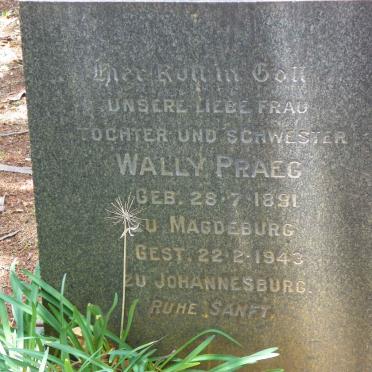 Hier ruht in Gott
UNSERE LIEBE FRAU
TOCHTER UND SCHWESTER
WALLY PRAEG
GEB. 28·7·1891
ZU MAGDEBURG
GEST. 22·2·1943
ZU JOHANNESBURG.
RUHE SANFT.